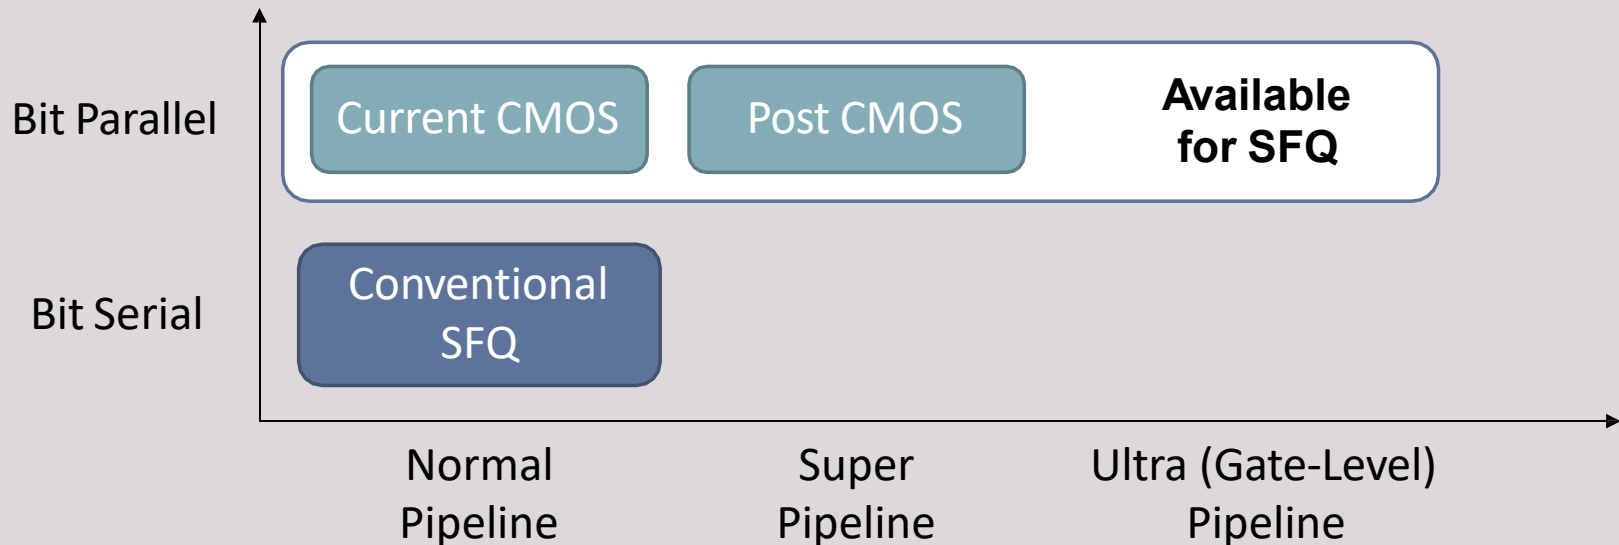 Bit Parallel
Current CMOS
Post CMOS
Available
for SFQ
Bit Serial
Conventional
SFQ
Normal
Pipeline
Super
Pipeline
Ultra (Gate-Level)
Pipeline